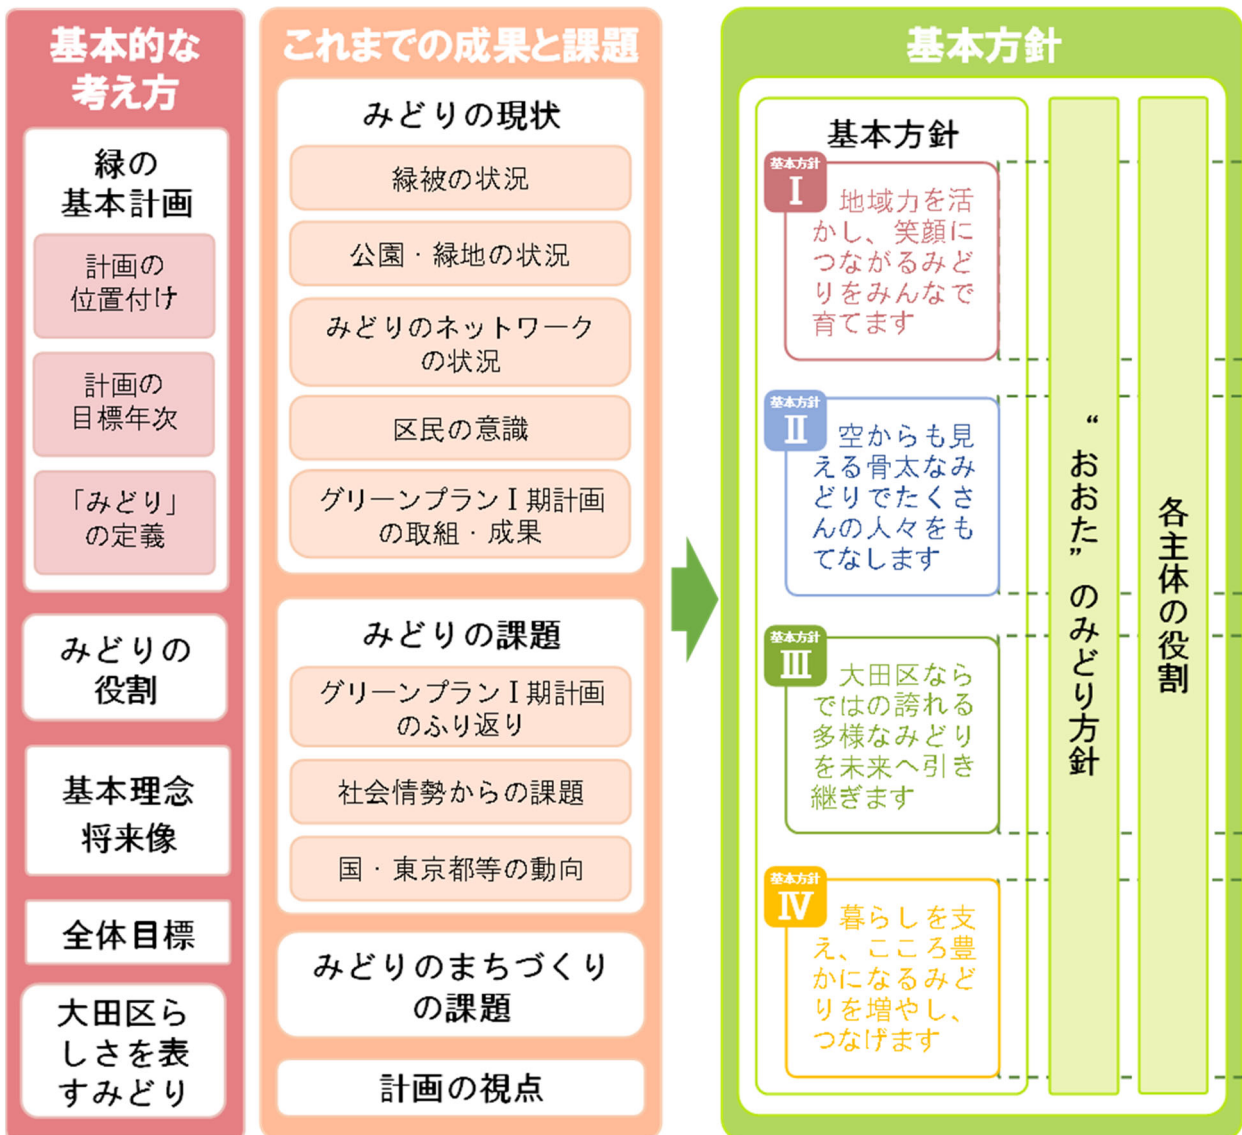 基本的な
考え方
緑の
基本計画
計画の
位置付け
計画の
目標年次
「みどり」
の定義
みどりの
役割
基本理念
将来像
全体目標
大田区ら
しさを表
すみどり
これまでの成果と課題
みどりの現状
緑被の状況
公園・緑地の状況
みどりのネットワーク
の状況
区民の意識
グリーンプランⅠ期計画
の取組・成果
みどりの課題
グリーンプランⅠ期計画
のふり返り
社会情勢からの課題
国・東京都等の動向
みどりのまちづくり
の課題
計画の視点
基本方針
基本方針
基本方針
Ⅰ
地域力を活
かし、笑顔に
つながるみど
りをみんなで
育てます
基本方針
Ⅱ
空からも見
える骨太なみ
どりでたくさ
んの人々をも
てなします
基本方針
Ⅲ
大田区なら
ではの誇れる
多様なみどり
を未来へ引き
継ぎます
基本方針
Ⅳ
暮らしを支
え、こころ豊
かになるみど
りを増やし、
つなげます
“おおた”のみどり方針
各主体の役割